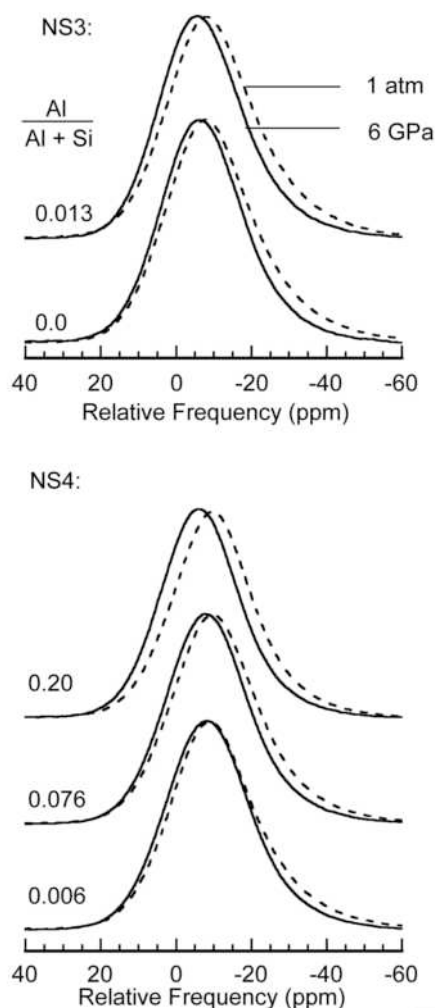 NS3:
Al
Al + Si
1 atm
6 GPa
0.013
0.0
40 20 0 -20 -40 -60
Relative Frequency (ppm)
NS4:
0.20
0.076
0.006
40 20 0 -20 -40 -60
Relative Frequency (ppm)